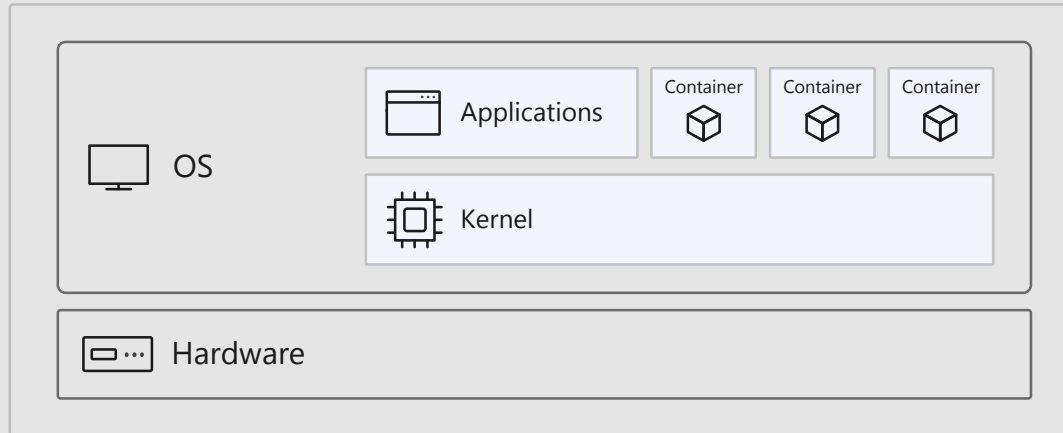 Container
Container
Container
Applications
OS
Kernel
Hardware